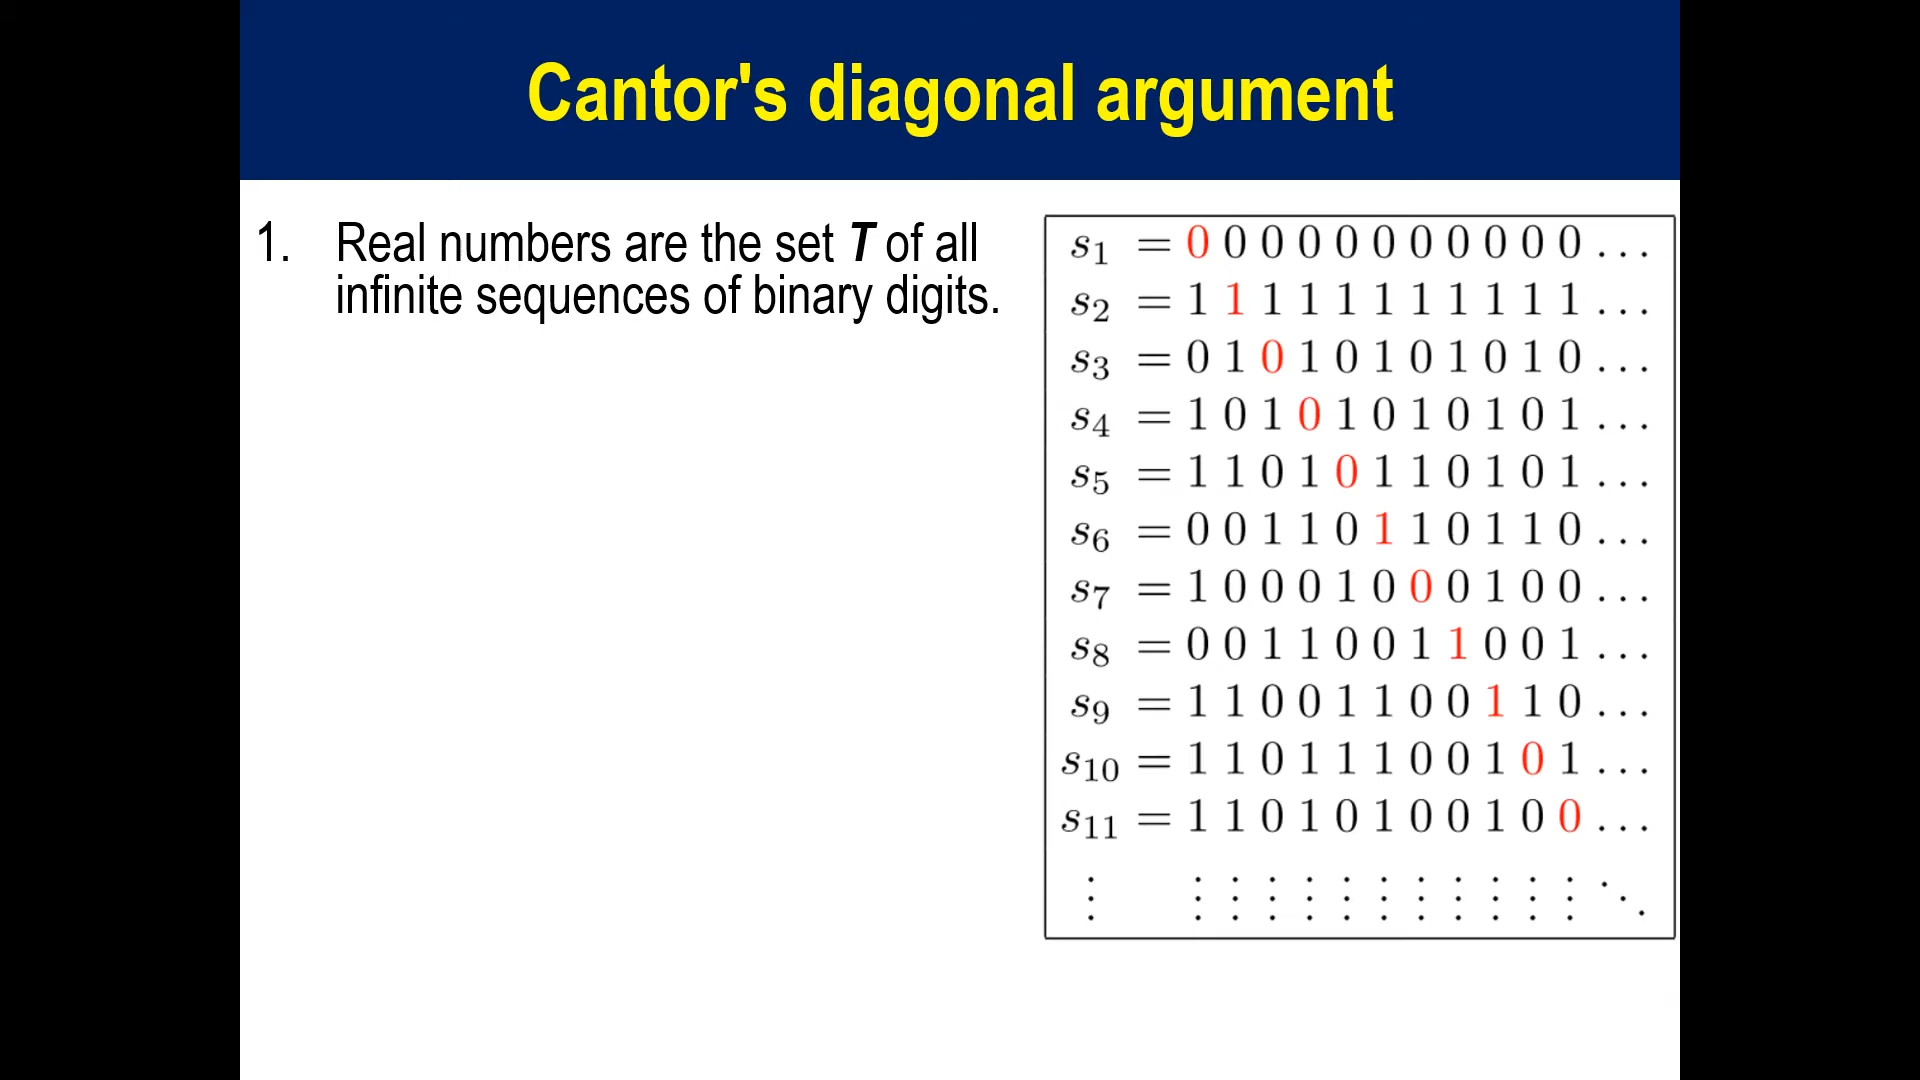 Cantor's diagonal argument
1. Real numbers are the set T of all
infinite sequences of binary digits.
s₁ = 0 0 0 0 0 0 0 0 0 0 0 ...
s₂ = 1 1 1 1 1 1 1 1 1 1 1 ...
s₃ = 0 1 0 1 0 1 0 1 0 1 0 ...
s₄ = 1 0 1 0 1 0 1 0 1 0 1 ...
s₅ = 1 1 0 1 0 1 1 0 1 0 1 ...
s₆ = 0 0 1 1 0 1 1 0 1 1 0 ...
s₇ = 1 0 0 0 1 0 0 0 1 0 0 ...
s₈ = 0 0 1 1 0 0 1 1 0 0 1 ...
s₉ = 1 1 0 0 1 1 0 0 1 1 0 ...
s₁₀ = 1 1 0 1 1 1 0 0 1 0 1 ...
s₁₁ = 1 1 0 1 0 1 0 0 1 0 0 ...
⋮ ⋮ ⋮ ⋮ ⋮ ⋮ ⋮ ⋮ ⋮ ⋮ ⋮ ⋮ ⋱